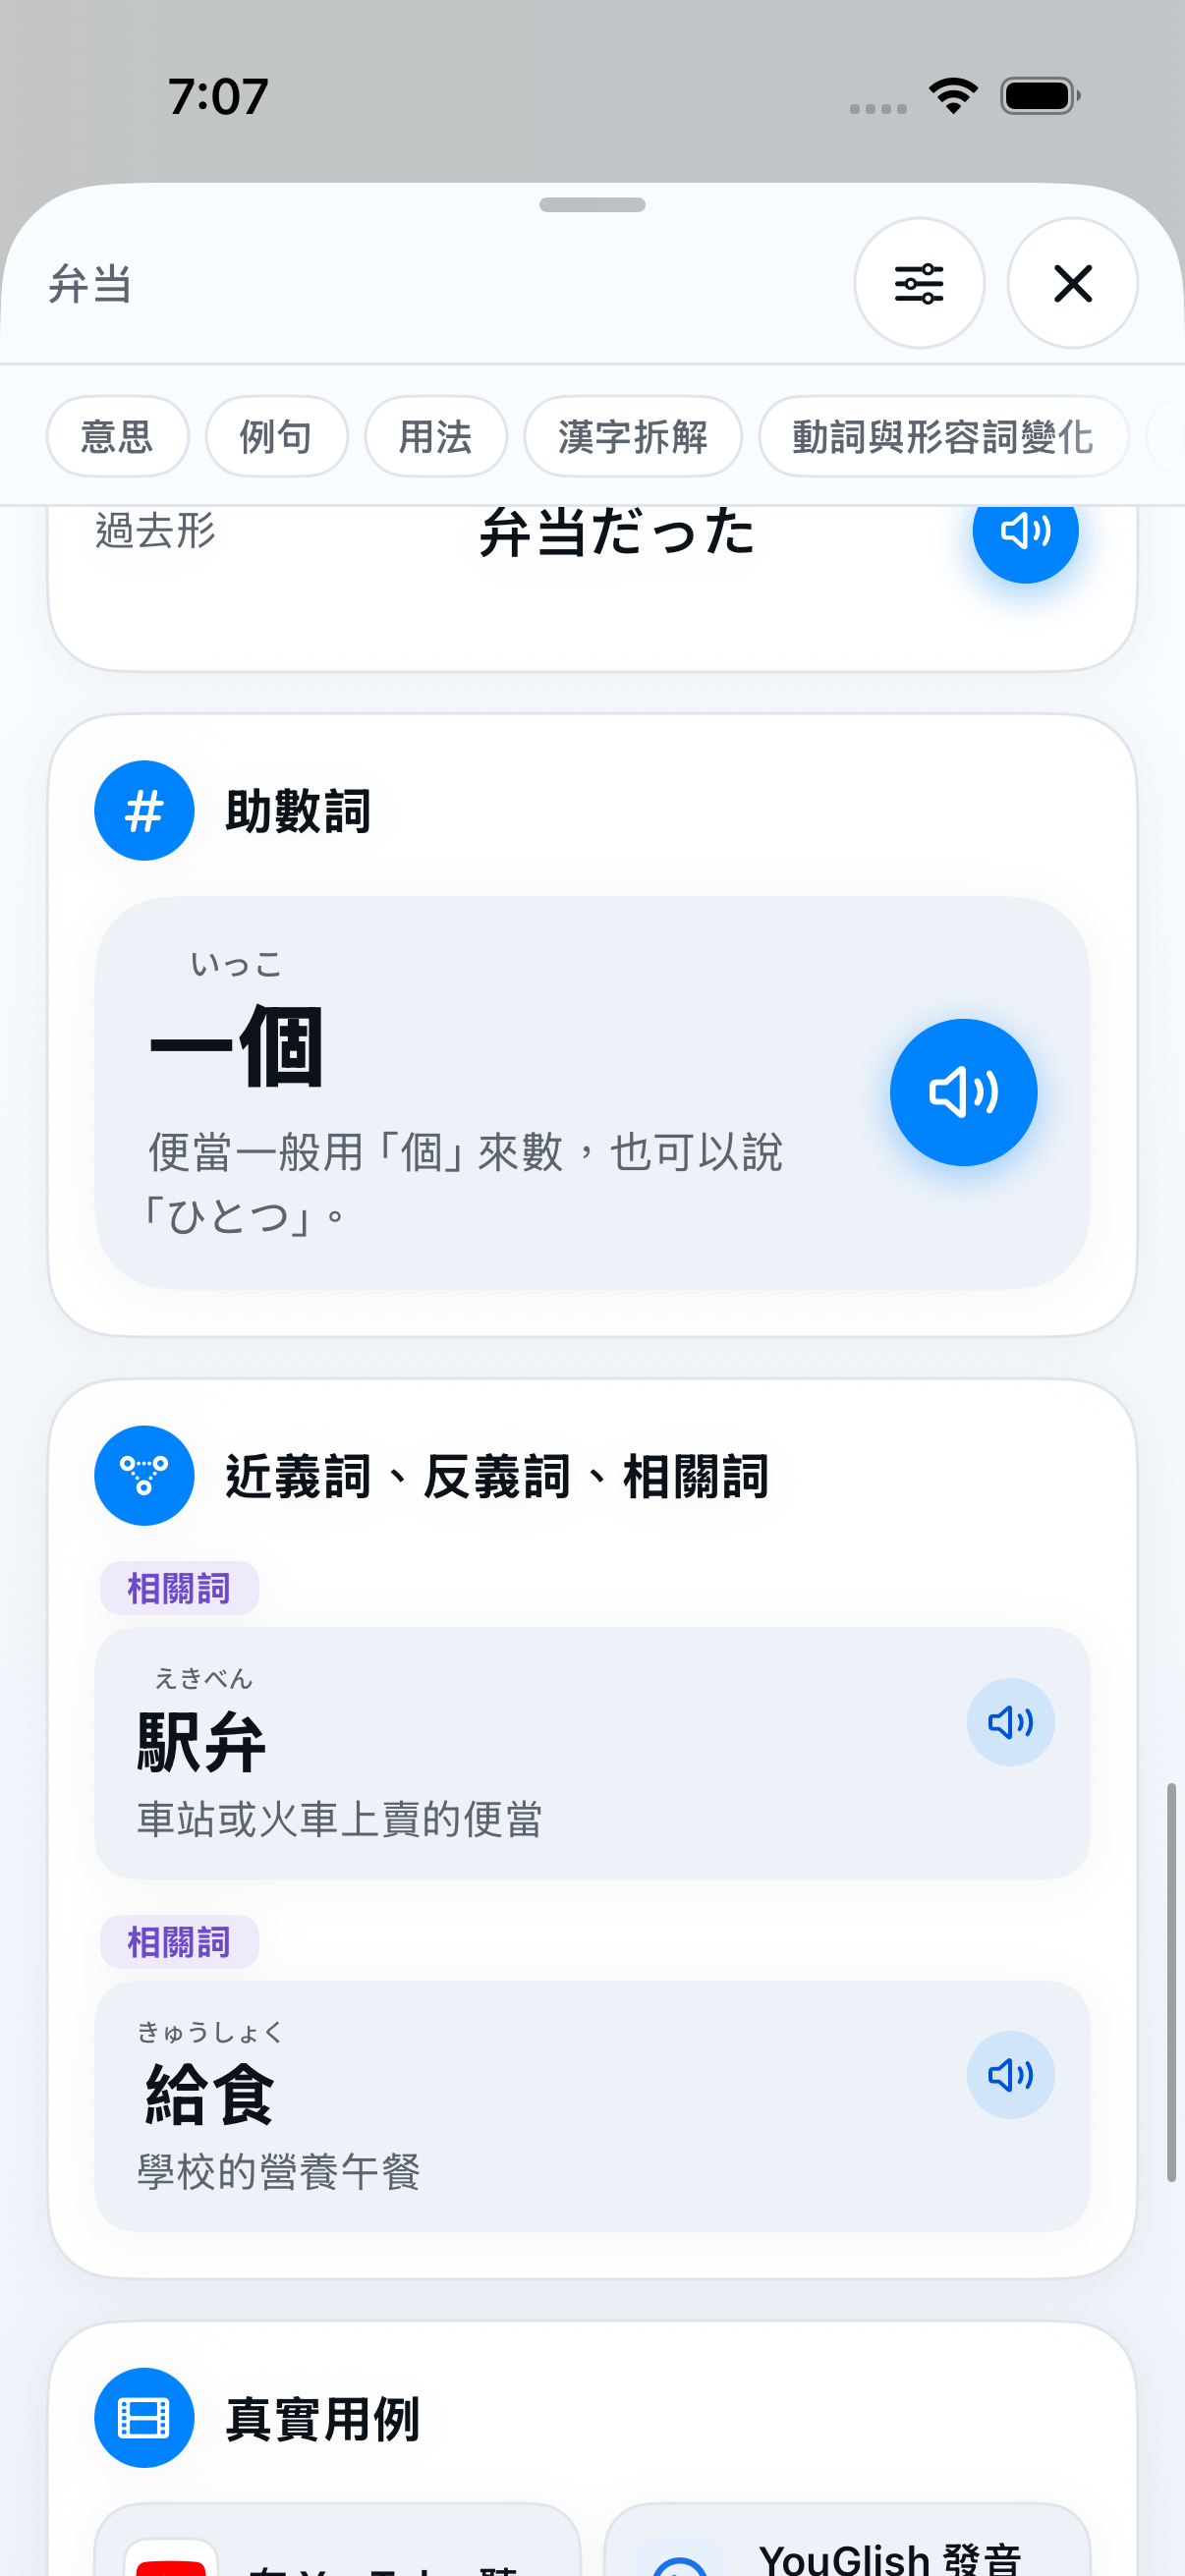 7:07
弁当
意思
例句
用法
漢字拆解
動詞與形容詞變化
過去形
弁当だった
助數詞
いっこ
一個
便當一般用「個」來數，也可以說
「ひとつ」。
近義詞、反義詞、相關詞
相關詞
えきべん
駅弁
車站或火車上賣的便當
相關詞
きゅうしょく
給食
學校的營養午餐
真實用例
在 YouTube 聽
YouGlish 發音